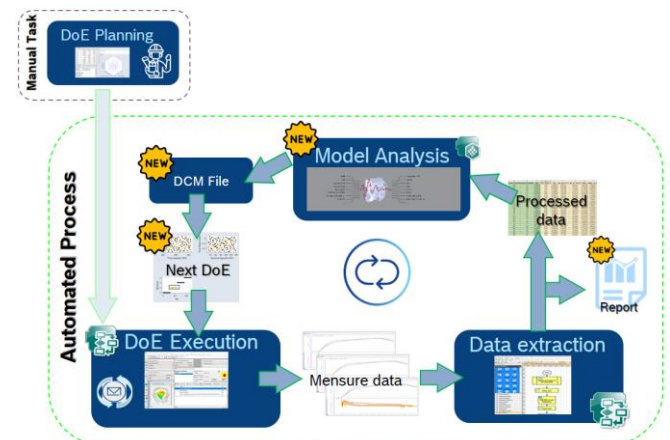 Manual Task
DoE Planning
Automated Process
NEW
Model Analysis
NEW
DCM File
Processed
data
NEW
Next DoE
NEW
Report
DoE Execution
Mensure data
Data extraction